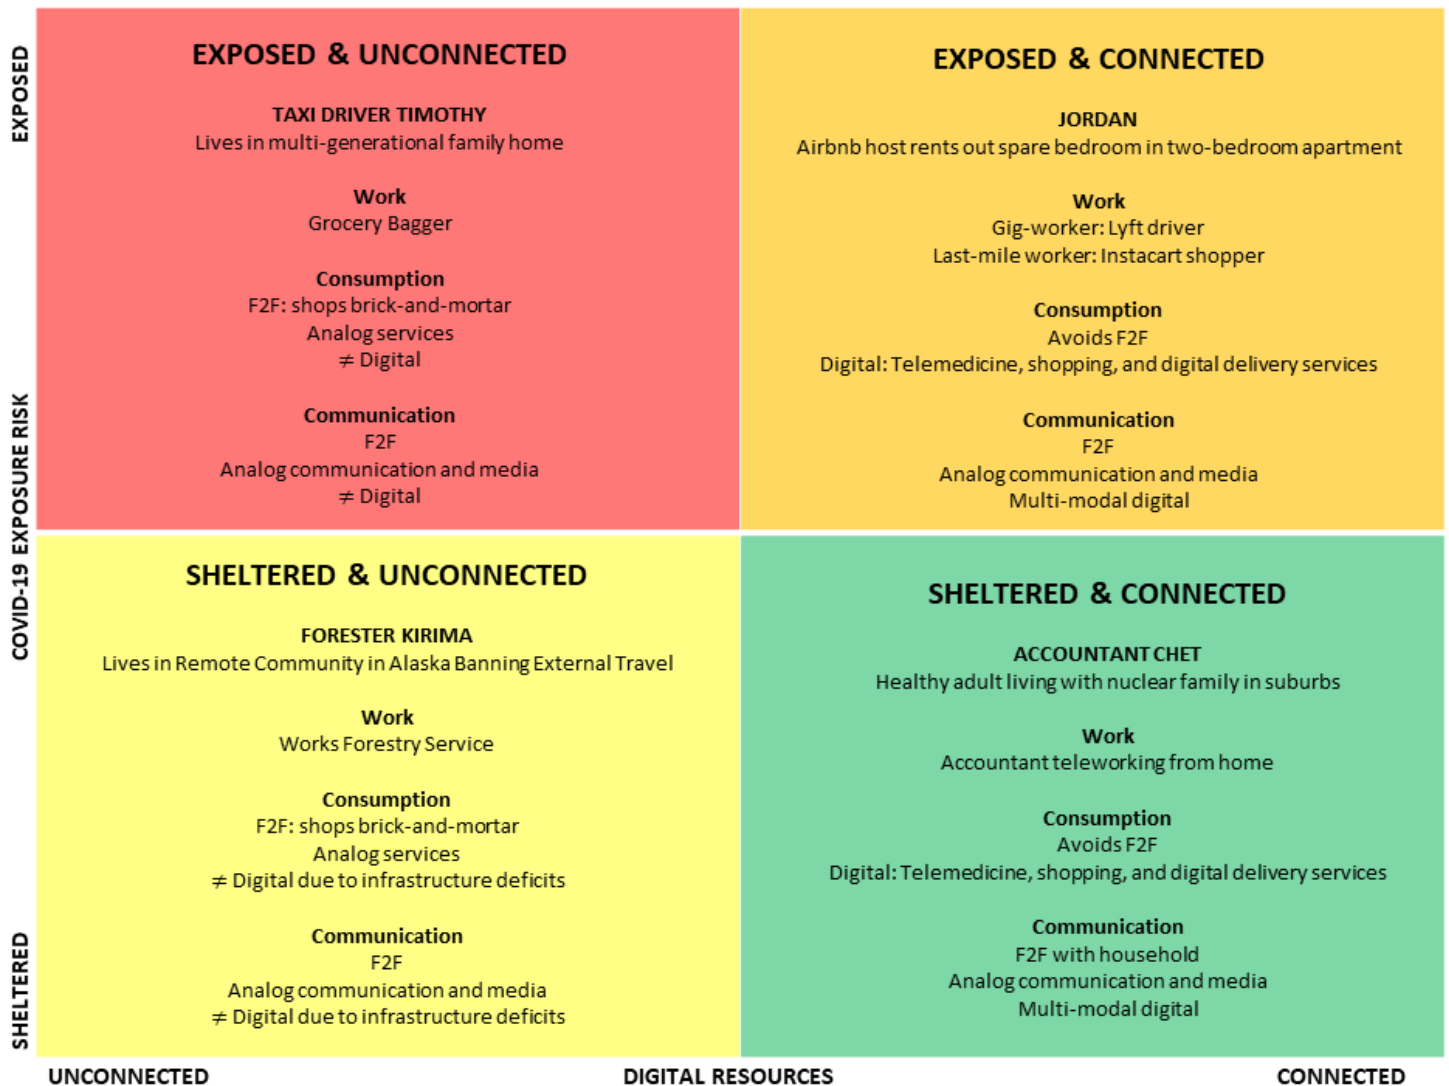 EXPOSED & UNCONNECTED
TAXI DRIVER TIMOTHY
Lives in multi-generational family home
Work
Grocery Bagger
Consumption
F2F: shops brick-and-mortar
Analog services
≠ Digital
Communication
F2F
Analog communication and media
≠ Digital
EXPOSED & CONNECTED
JORDAN
Airbnb host rents out spare bedroom in two-bedroom apartment
Work
Gig-worker: Lyft driver
Last-mile worker: Instacart shopper
Consumption
Avoids F2F
Digital: Telemedicine, shopping, and digital delivery services
Communication
F2F
Analog communication and media
Multi-modal digital
SHELTERED & UNCONNECTED
FORESTER KIRIMA
Lives in Remote Community in Alaska Banning External Travel
Work
Works Forestry Service
Consumption
F2F: shops brick-and-mortar
Analog services
≠ Digital due to infrastructure deficits
Communication
F2F
Analog communication and media
≠ Digital due to infrastructure deficits
SHELTERED & CONNECTED
ACCOUNTANT CHET
Healthy adult living with nuclear family in suburbs
Work
Accountant teleworking from home
Consumption
Avoids F2F
Digital: Telemedicine, shopping, and digital delivery services
Communication
F2F with household
Analog communication and media
Multi-modal digital
EXPOSED
COVID-19 EXPOSURE RISK
SHELTERED
UNCONNECTED
DIGITAL RESOURCES
CONNECTED